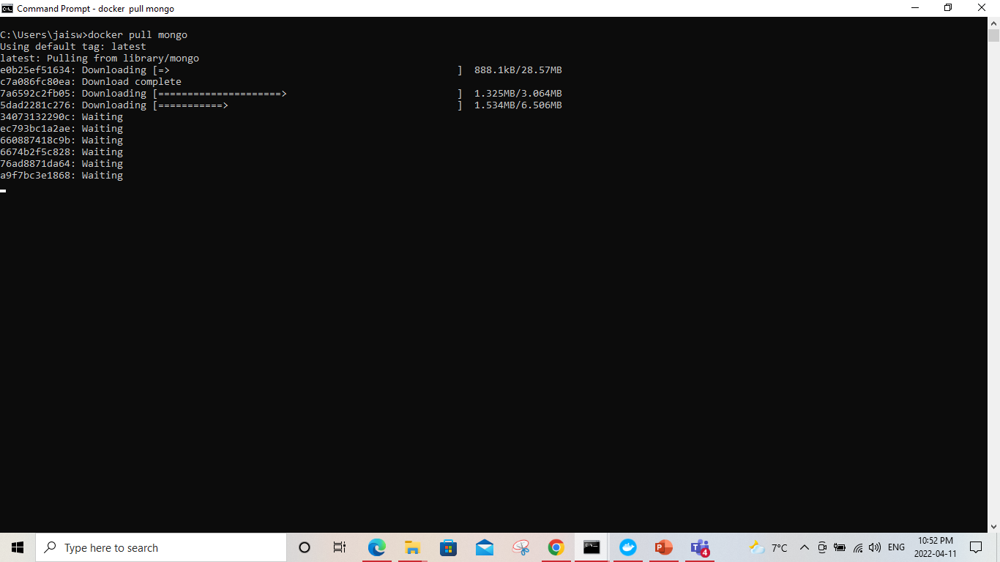 Command Prompt - docker  pull mongo
C:\Users\jaisw>docker pull mongo
Using default tag: latest
latest: Pulling from library/mongo
e0b25ef51634: Downloading [=>                                                 ]  888.1kB/28.57MB
c7a086fc80ea: Download complete
7a6592c2fb05: Downloading [=====================>                             ]  1.325MB/3.064MB
5dad2281c276: Downloading [===========>                                       ]  1.534MB/6.506MB
34073132290c: Waiting
ec793bc1a2ae: Waiting
660887418c9b: Waiting
6674b2f5c828: Waiting
76ad8871da64: Waiting
a9f7bc3e1868: Waiting
Type here to search
4
7°C
ENG
10:52 PM
2022-04-11